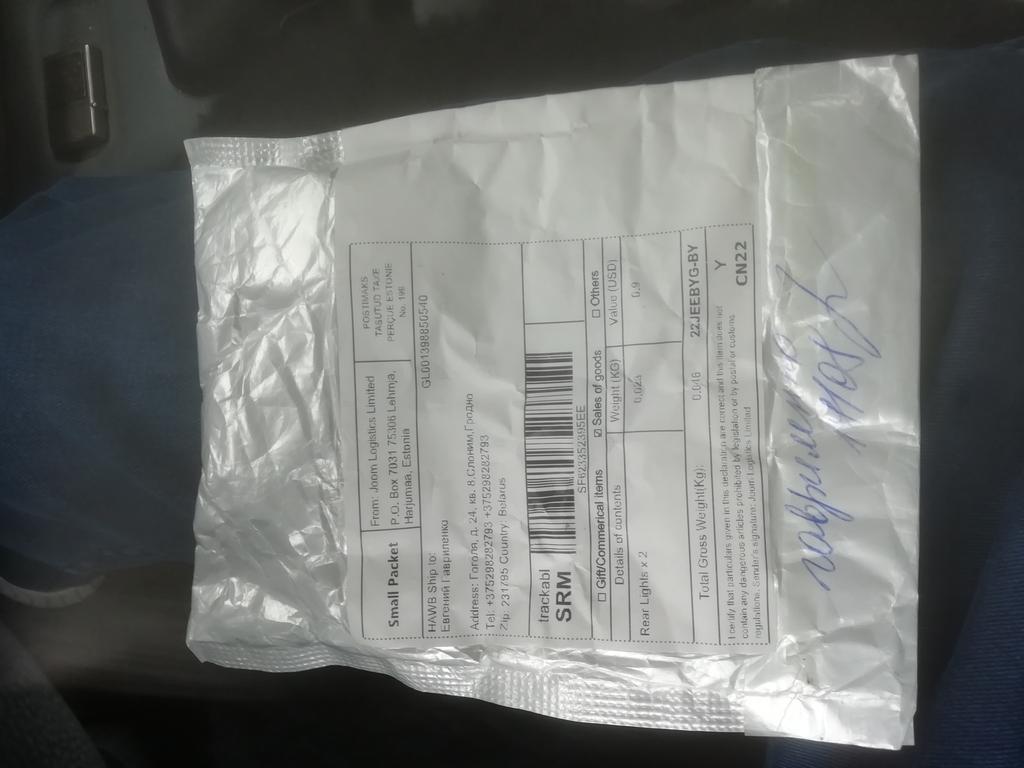 Small Packet
From: Joom Logistics Limited
P.O. Box 7031 75306 Lehmja,
Harjumaa, Estonia
POSTIMAKS
TASUTUD TAXE
PERÇUE ESTONIE
No. 199
HAWB Ship to:
GL001398850540
Евгений Гавриленко
Address: Гоголя, д. 24, кв. 8,Слоним,Гродно
Tel: +375298282793 +375298282793
Zip: 231795 Country: Belarus
trackabl
SRM
SF623352395EE
☐ Gift/Commerical items ☑ Sales of goods ☐ Others
Details of contents Weight (KG) Value (USD)
Rear Lights x 2 0.024 0.9
Total Gross Weight(Kg): 0.046 22JEEBYG-BY
I certify that particulars given in this declaration are correct and this item does not
contain any dangerous articles prohibited by legislation or by postal or customs
regulations. Sender's signature: Joom Logistics Limited
Y
CN22